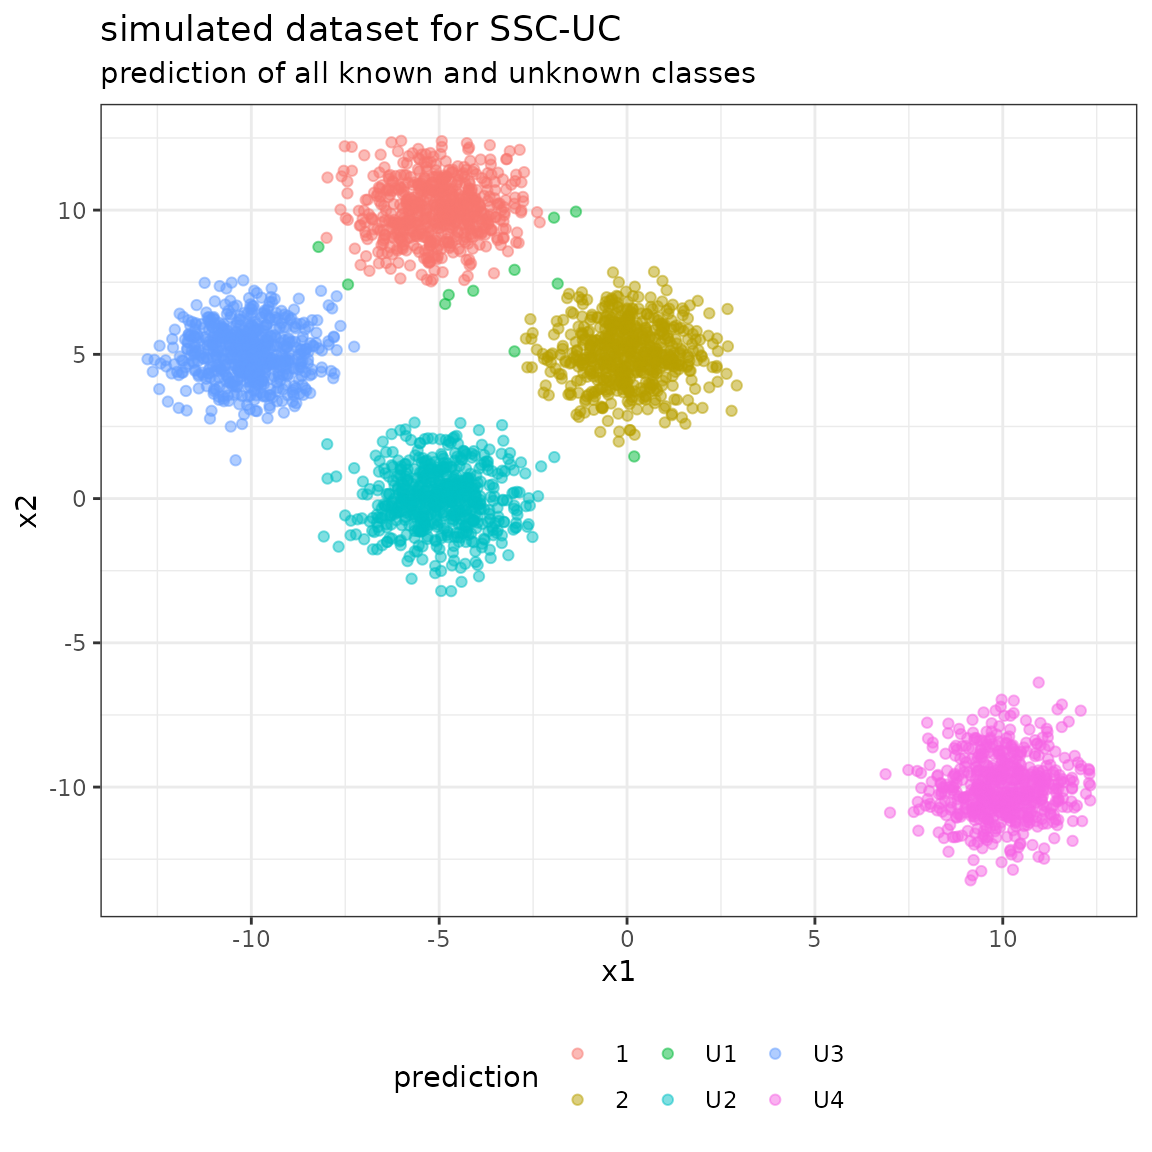 simulated dataset for SSC-UC
prediction of all known and unknown classes
10
5
0
-5
-10
x2
-10 -5 0 5 10
x1
prediction
1 U1 U3
2 U2 U4